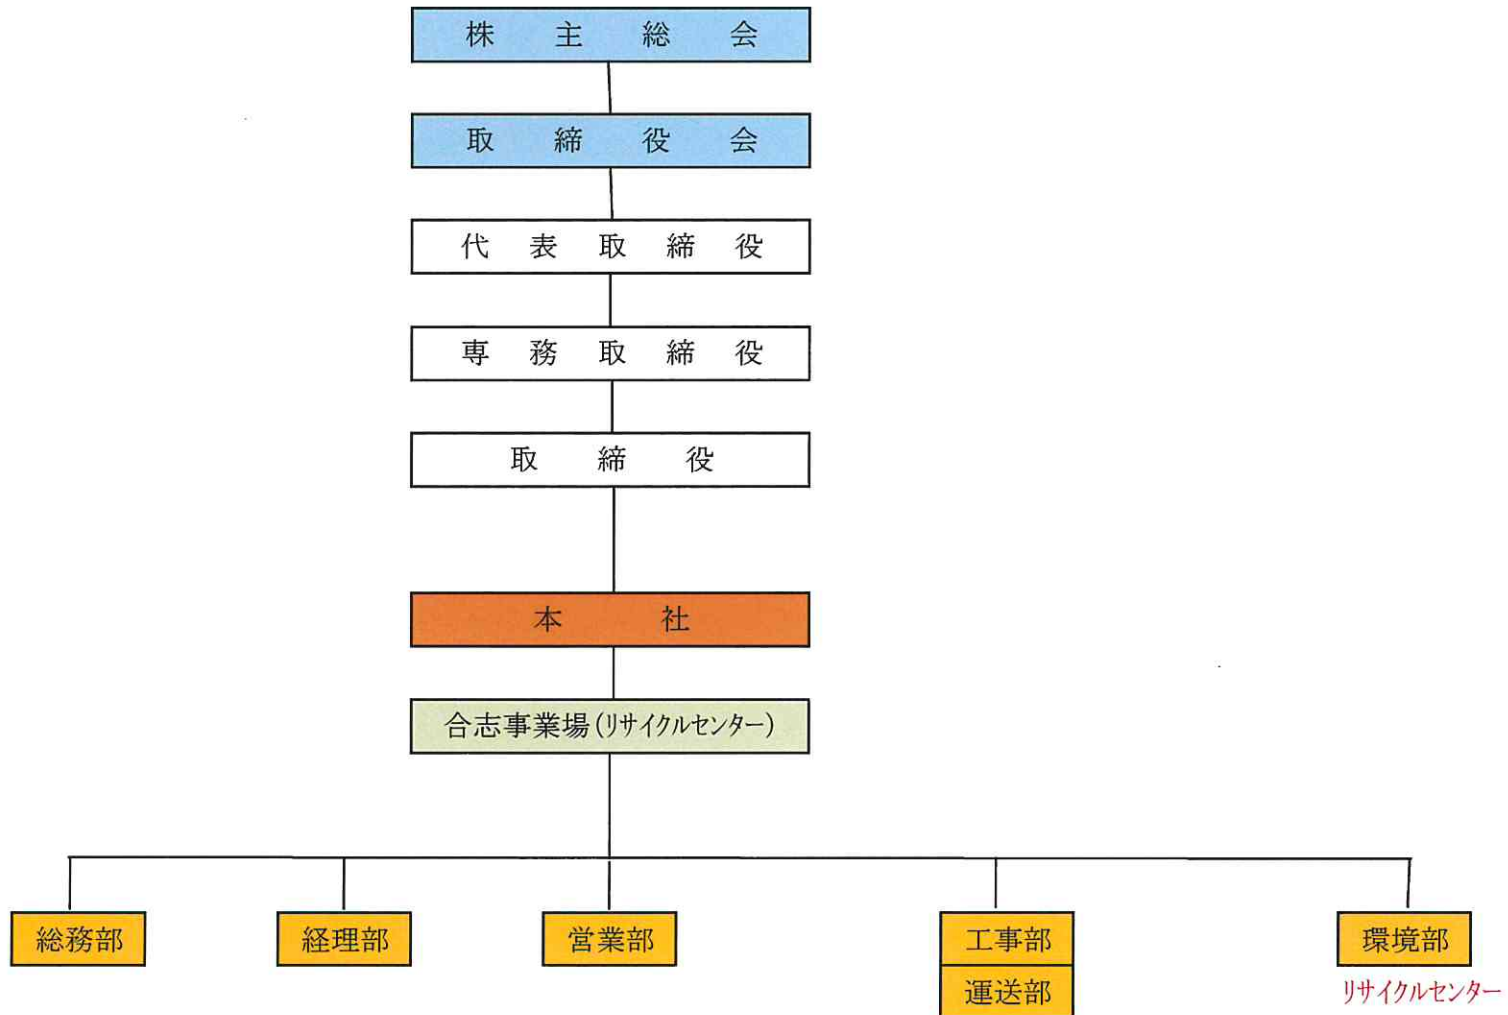 株主総会
取締役会
代表取締役
専務取締役
取締役
本社
合志事業場(リサイクルセンター)
総務部
経理部
営業部
工事部
環境部
運送部
リサイクルセンター